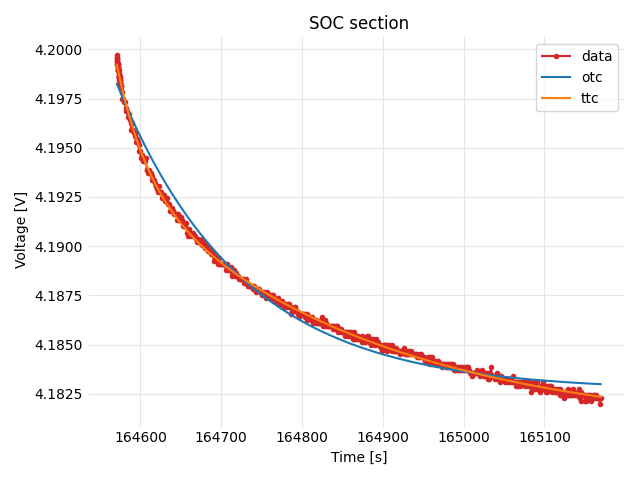 SOC section
4.2000
4.1975
4.1950
4.1925
4.1900
4.1875
4.1850
4.1825
Voltage [V]
data
otc
ttc
164600 164700 164800 164900 165000 165100
Time [s]